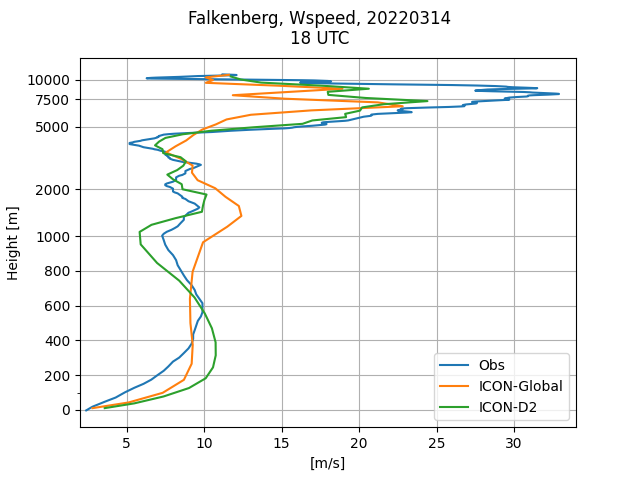 Falkenberg, Wspeed, 20220314
18 UTC
10000
7500
5000
2000
1000
800
600
400
200
0
Height [m]
5
10
15
20
25
30
[m/s]
Obs
ICON-Global
ICON-D2